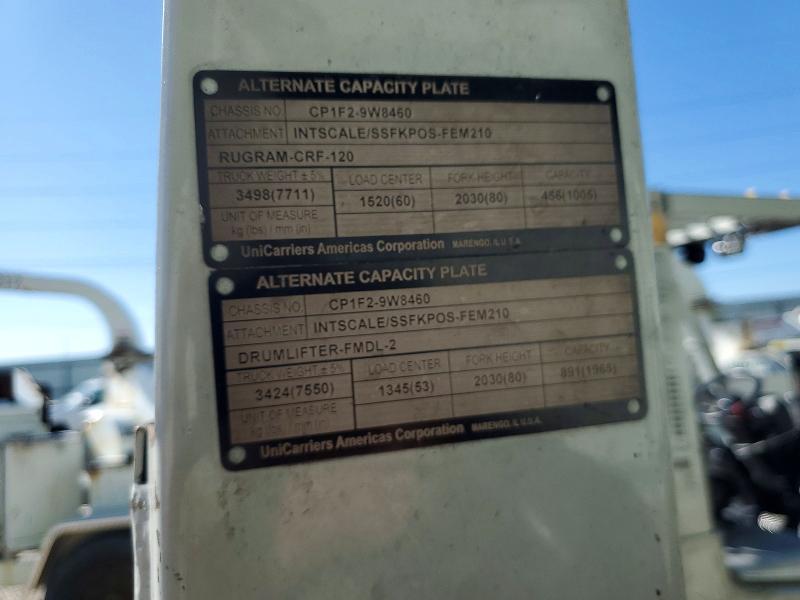 ALTERNATE CAPACITY PLATE
CHASSIS NO. CP1F2-9W8460
ATTACHMENT INTSCALE/SSFKPOS-FEM210
RUGRAM-CRF-120
TRUCK WEIGHT ± 5% LOAD CENTER FORK HEIGHT CAPACITY
3498(7711) 1520(60) 2030(80) 456(1005)
UNIT OF MEASURE
kg (lbs) / mm (in)
UniCarriers Americas Corporation MARENGO, IL U.S.A.
ALTERNATE CAPACITY PLATE
CHASSIS NO. CP1F2-9W8460
ATTACHMENT INTSCALE/SSFKPOS-FEM210
DRUMLIFTER-FMDL-2
TRUCK WEIGHT ± 5% LOAD CENTER FORK HEIGHT CAPACITY
3424(7550) 1345(53) 2030(80) 891(1965)
UNIT OF MEASURE
kg (lbs) / mm (in)
UniCarriers Americas Corporation MARENGO, IL U.S.A.